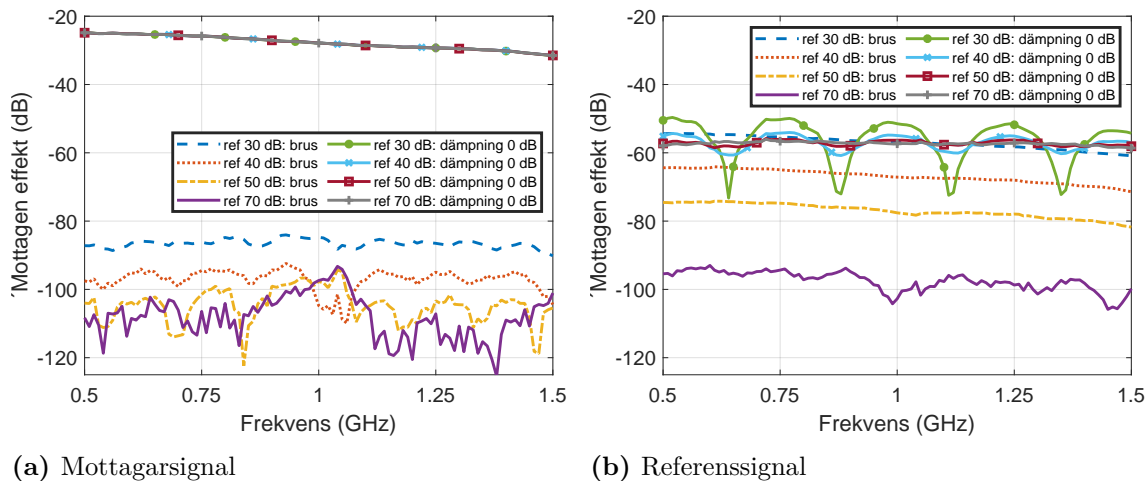 -20
-40
-60
-80
-100
-120
0.5
0.75
1
1.25
1.5
Frekvens (GHz)
´Mottagen effekt (dB)
ref 30 dB: brus
ref 40 dB: brus
ref 50 dB: brus
ref 70 dB: brus
ref 30 dB: dämpning 0 dB
ref 40 dB: dämpning 0 dB
ref 50 dB: dämpning 0 dB
ref 70 dB: dämpning 0 dB
(a) Mottagarsignal
-20
-40
-60
-80
-100
-120
0.5
0.75
1
1.25
1.5
Frekvens (GHz)
´Mottagen effekt (dB)
ref 30 dB: brus
ref 40 dB: brus
ref 50 dB: brus
ref 70 dB: brus
ref 30 dB: dämpning 0 dB
ref 40 dB: dämpning 0 dB
ref 50 dB: dämpning 0 dB
ref 70 dB: dämpning 0 dB
(b) Referenssignal